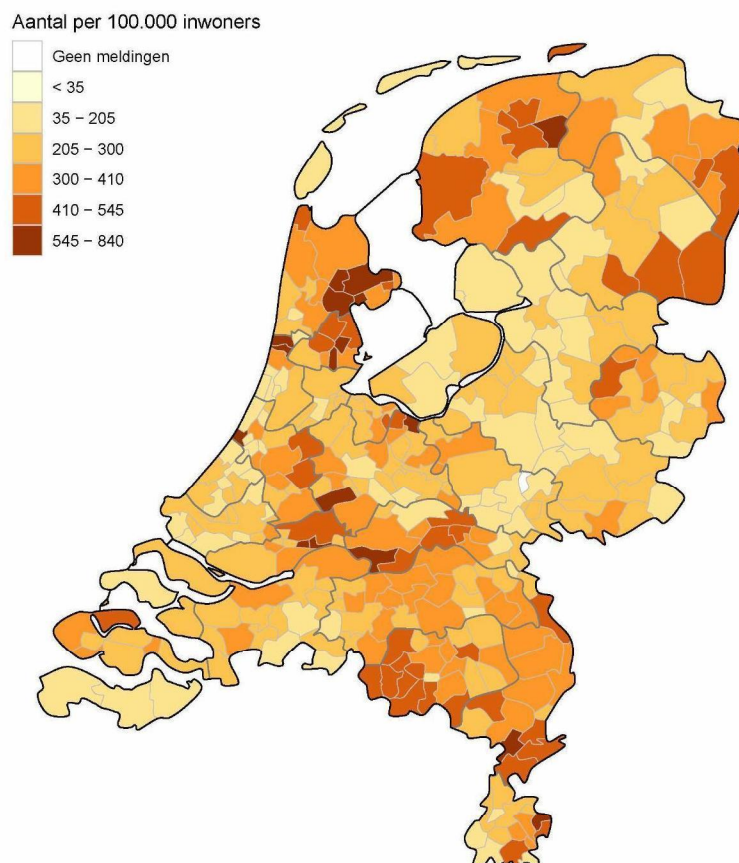 Aantal per 100.000 inwoners
Geen meldingen
< 35
35 – 205
205 – 300
300 – 410
410 – 545
545 – 840